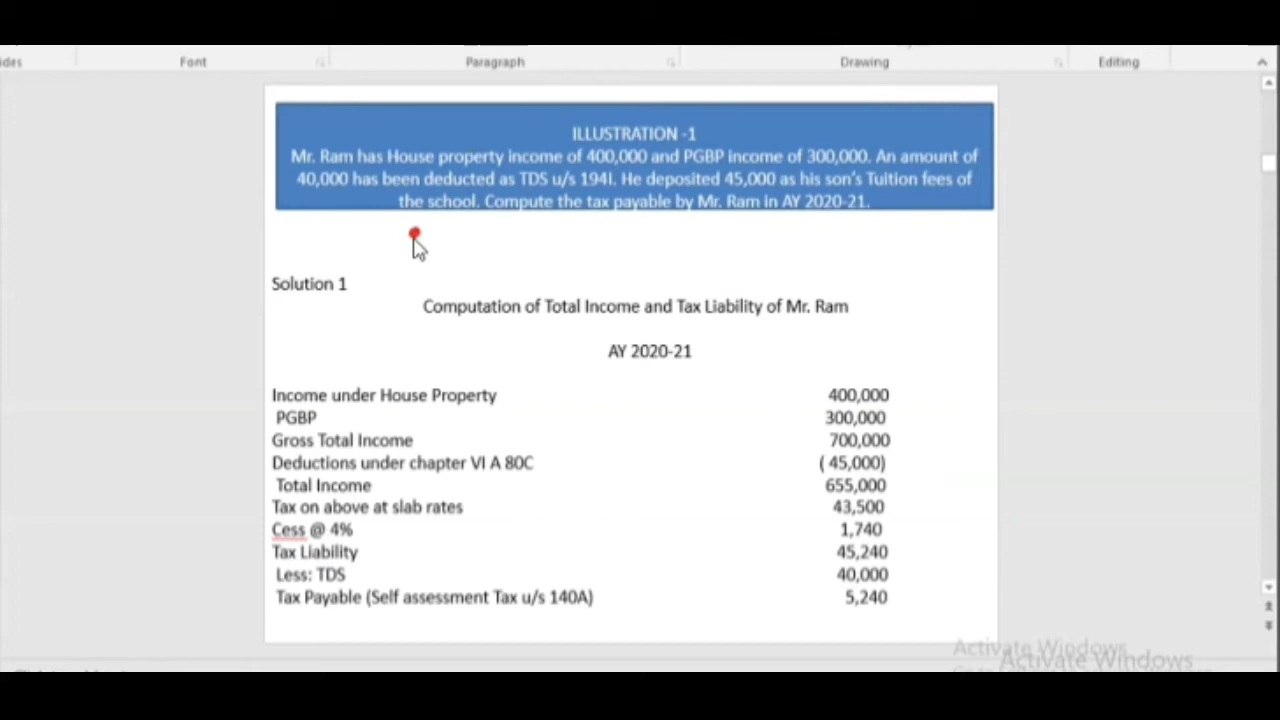 ides Font Paragraph Drawing Editing
ILLUSTRATION -1
Mr. Ram has House property income of 400,000 and PGBP income of 300,000. An amount of
40,000 has been deducted as TDS u/s 194I. He deposited 45,000 as his son's Tuition fees of
the school. Compute the tax payable by Mr. Ram in AY 2020-21.
Solution 1
Computation of Total Income and Tax Liability of Mr. Ram
AY 2020-21
Income under House Property 400,000
PGBP 300,000
Gross Total Income 700,000
Deductions under chapter VI A 80C ( 45,000)
Total Income 655,000
Tax on above at slab rates 43,500
Cess @ 4% 1,740
Tax Liability 45,240
Less: TDS 40,000
Tax Payable (Self assessment Tax u/s 140A) 5,240
Activate Windows
Activate Windows